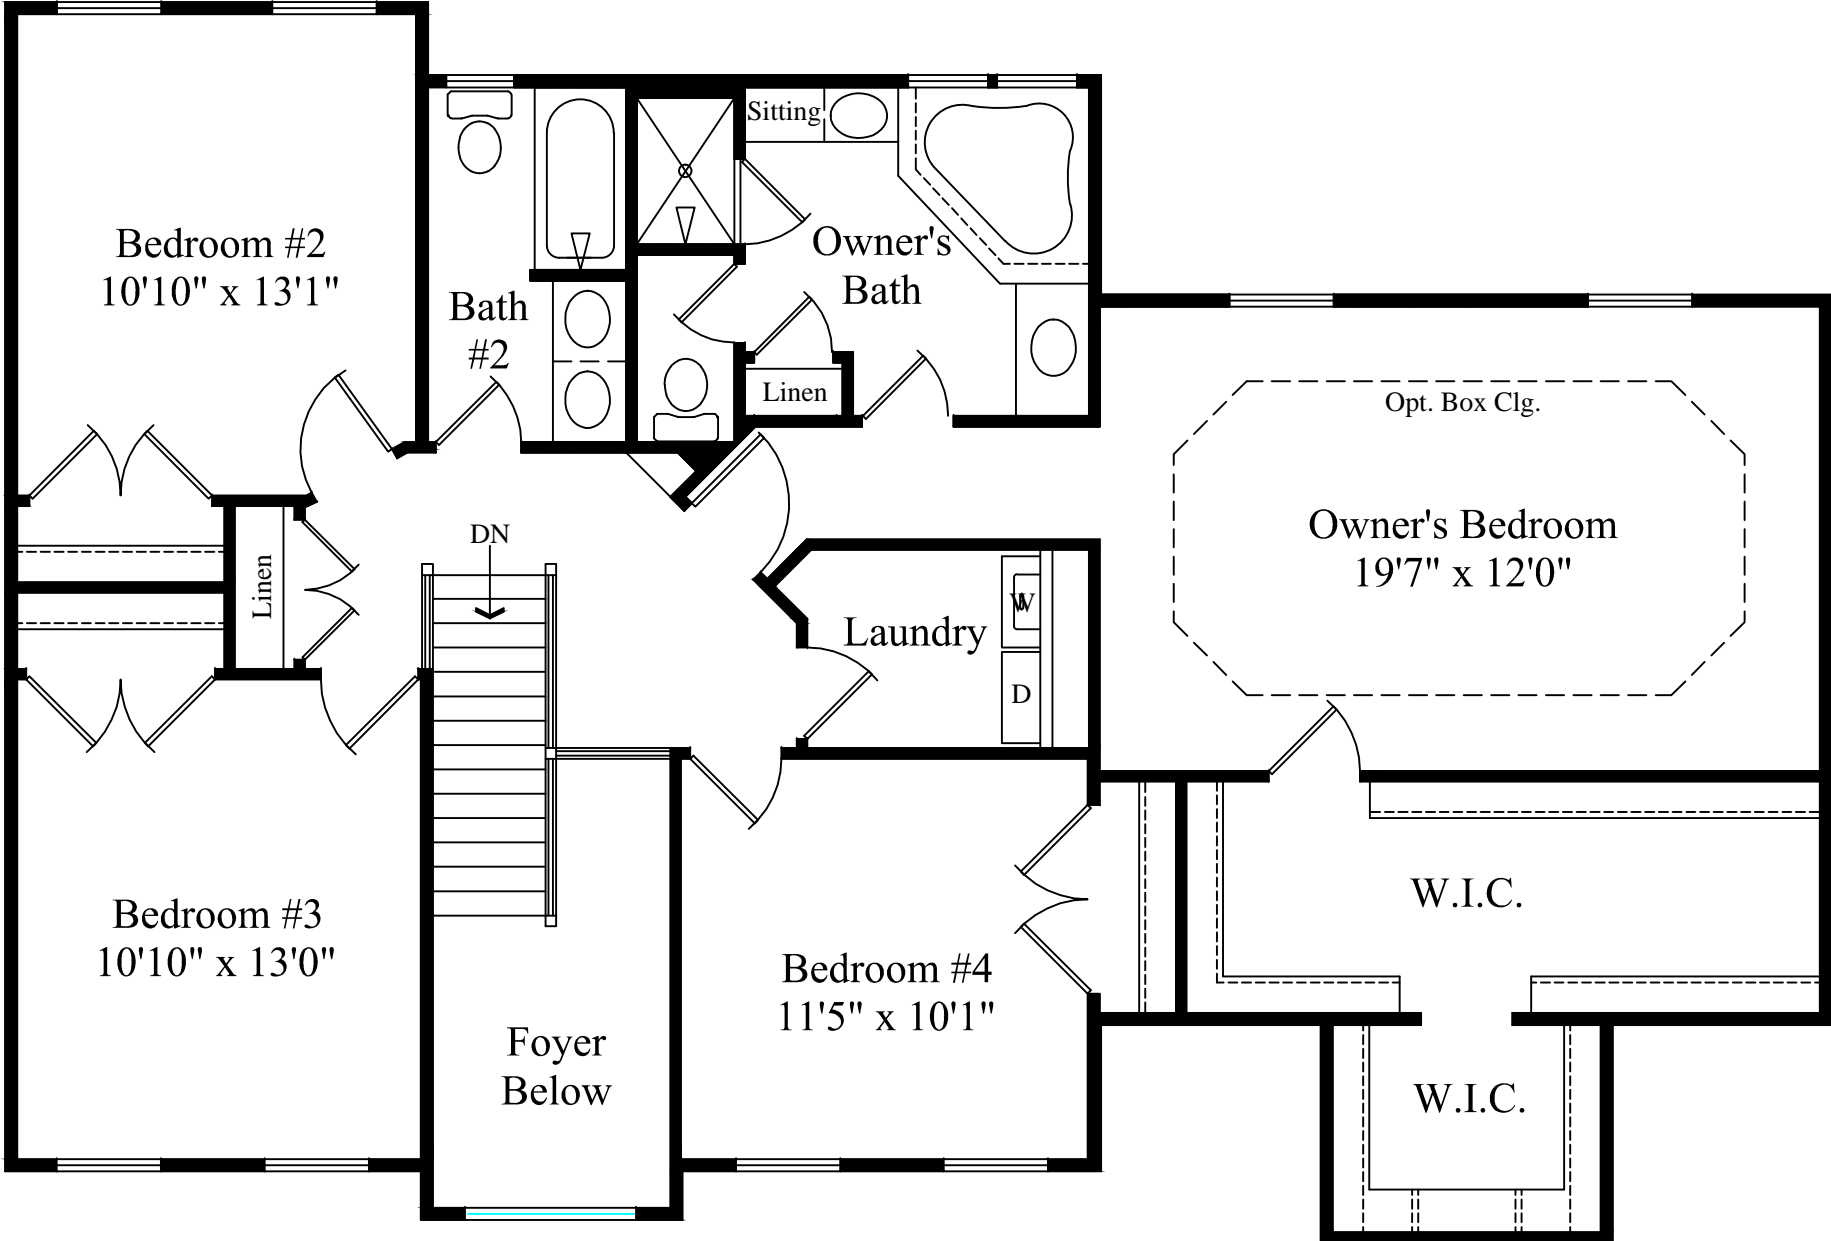 Sitting
Bedroom #2
10'10" x 13'1"
Owner's
Bath
Bath
#2
Linen
Opt. Box Clg.
Owner's Bedroom
19'7" x 12'0"
DN
Linen
W
Laundry
D
W.I.C.
Bedroom #3
10'10" x 13'0"
Bedroom #4
11'5" x 10'1"
Foyer
Below
W.I.C.